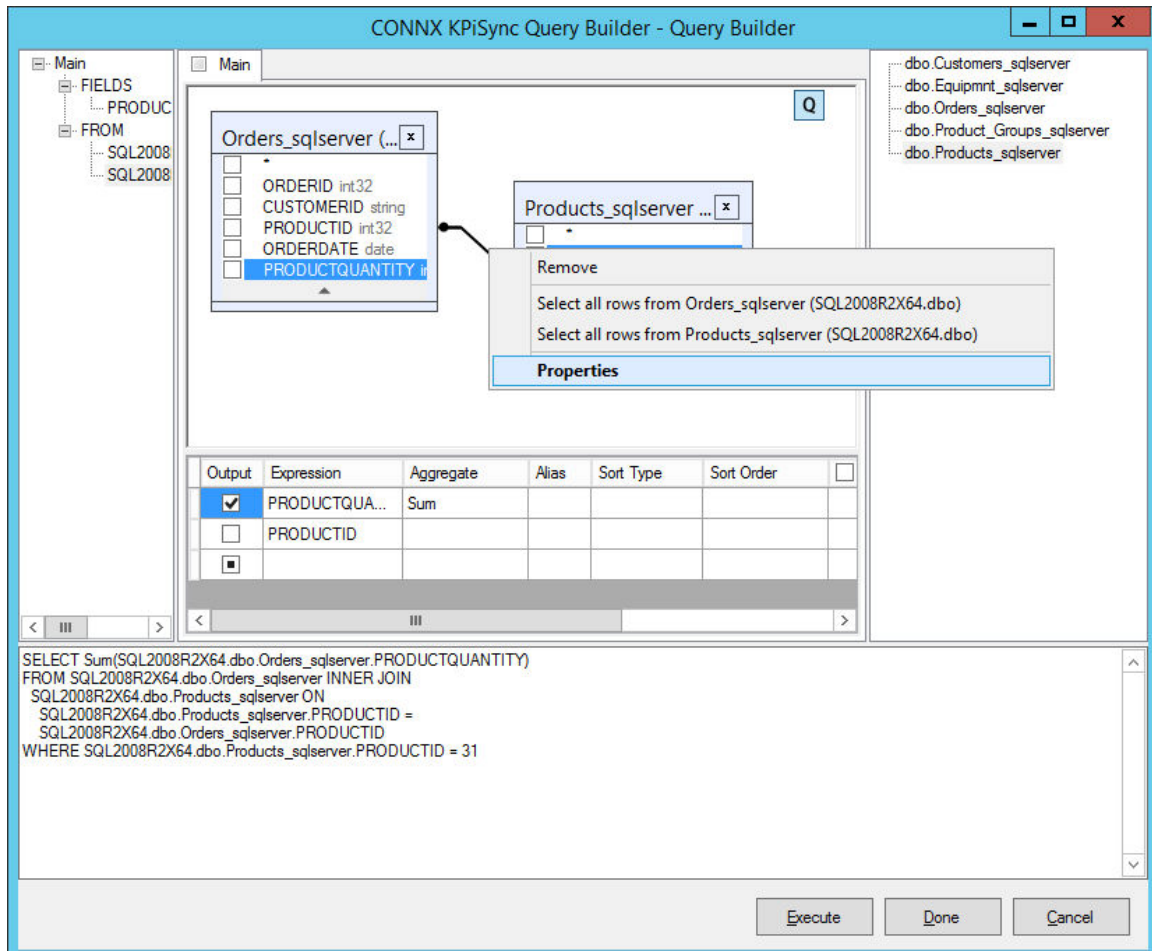 CONNX KPiSync Query Builder - Query Builder
Main
FIELDS
PRODUC
FROM
SQL2008
SQL2008
Main
Q
Orders_sqlserver (... x
*
ORDERID int32
CUSTOMERID string
PRODUCTID int32
ORDERDATE date
PRODUCTQUANTITY in
Products_sqlserver ... x
*
Remove
Select all rows from Orders_sqlserver (SQL2008R2X64.dbo)
Select all rows from Products_sqlserver (SQL2008R2X64.dbo)
Properties
dbo.Customers_sqlserver
dbo.Equipmnt_sqlserver
dbo.Orders_sqlserver
dbo.Product_Groups_sqlserver
dbo.Products_sqlserver
Output Expression Aggregate Alias Sort Type Sort Order
PRODUCTQUA... Sum
PRODUCTID
SELECT Sum(SQL2008R2X64.dbo.Orders_sqlserver.PRODUCTQUANTITY)
FROM SQL2008R2X64.dbo.Orders_sqlserver INNER JOIN
SQL2008R2X64.dbo.Products_sqlserver ON
SQL2008R2X64.dbo.Products_sqlserver.PRODUCTID =
SQL2008R2X64.dbo.Orders_sqlserver.PRODUCTID
WHERE SQL2008R2X64.dbo.Products_sqlserver.PRODUCTID = 31
Execute Done Cancel